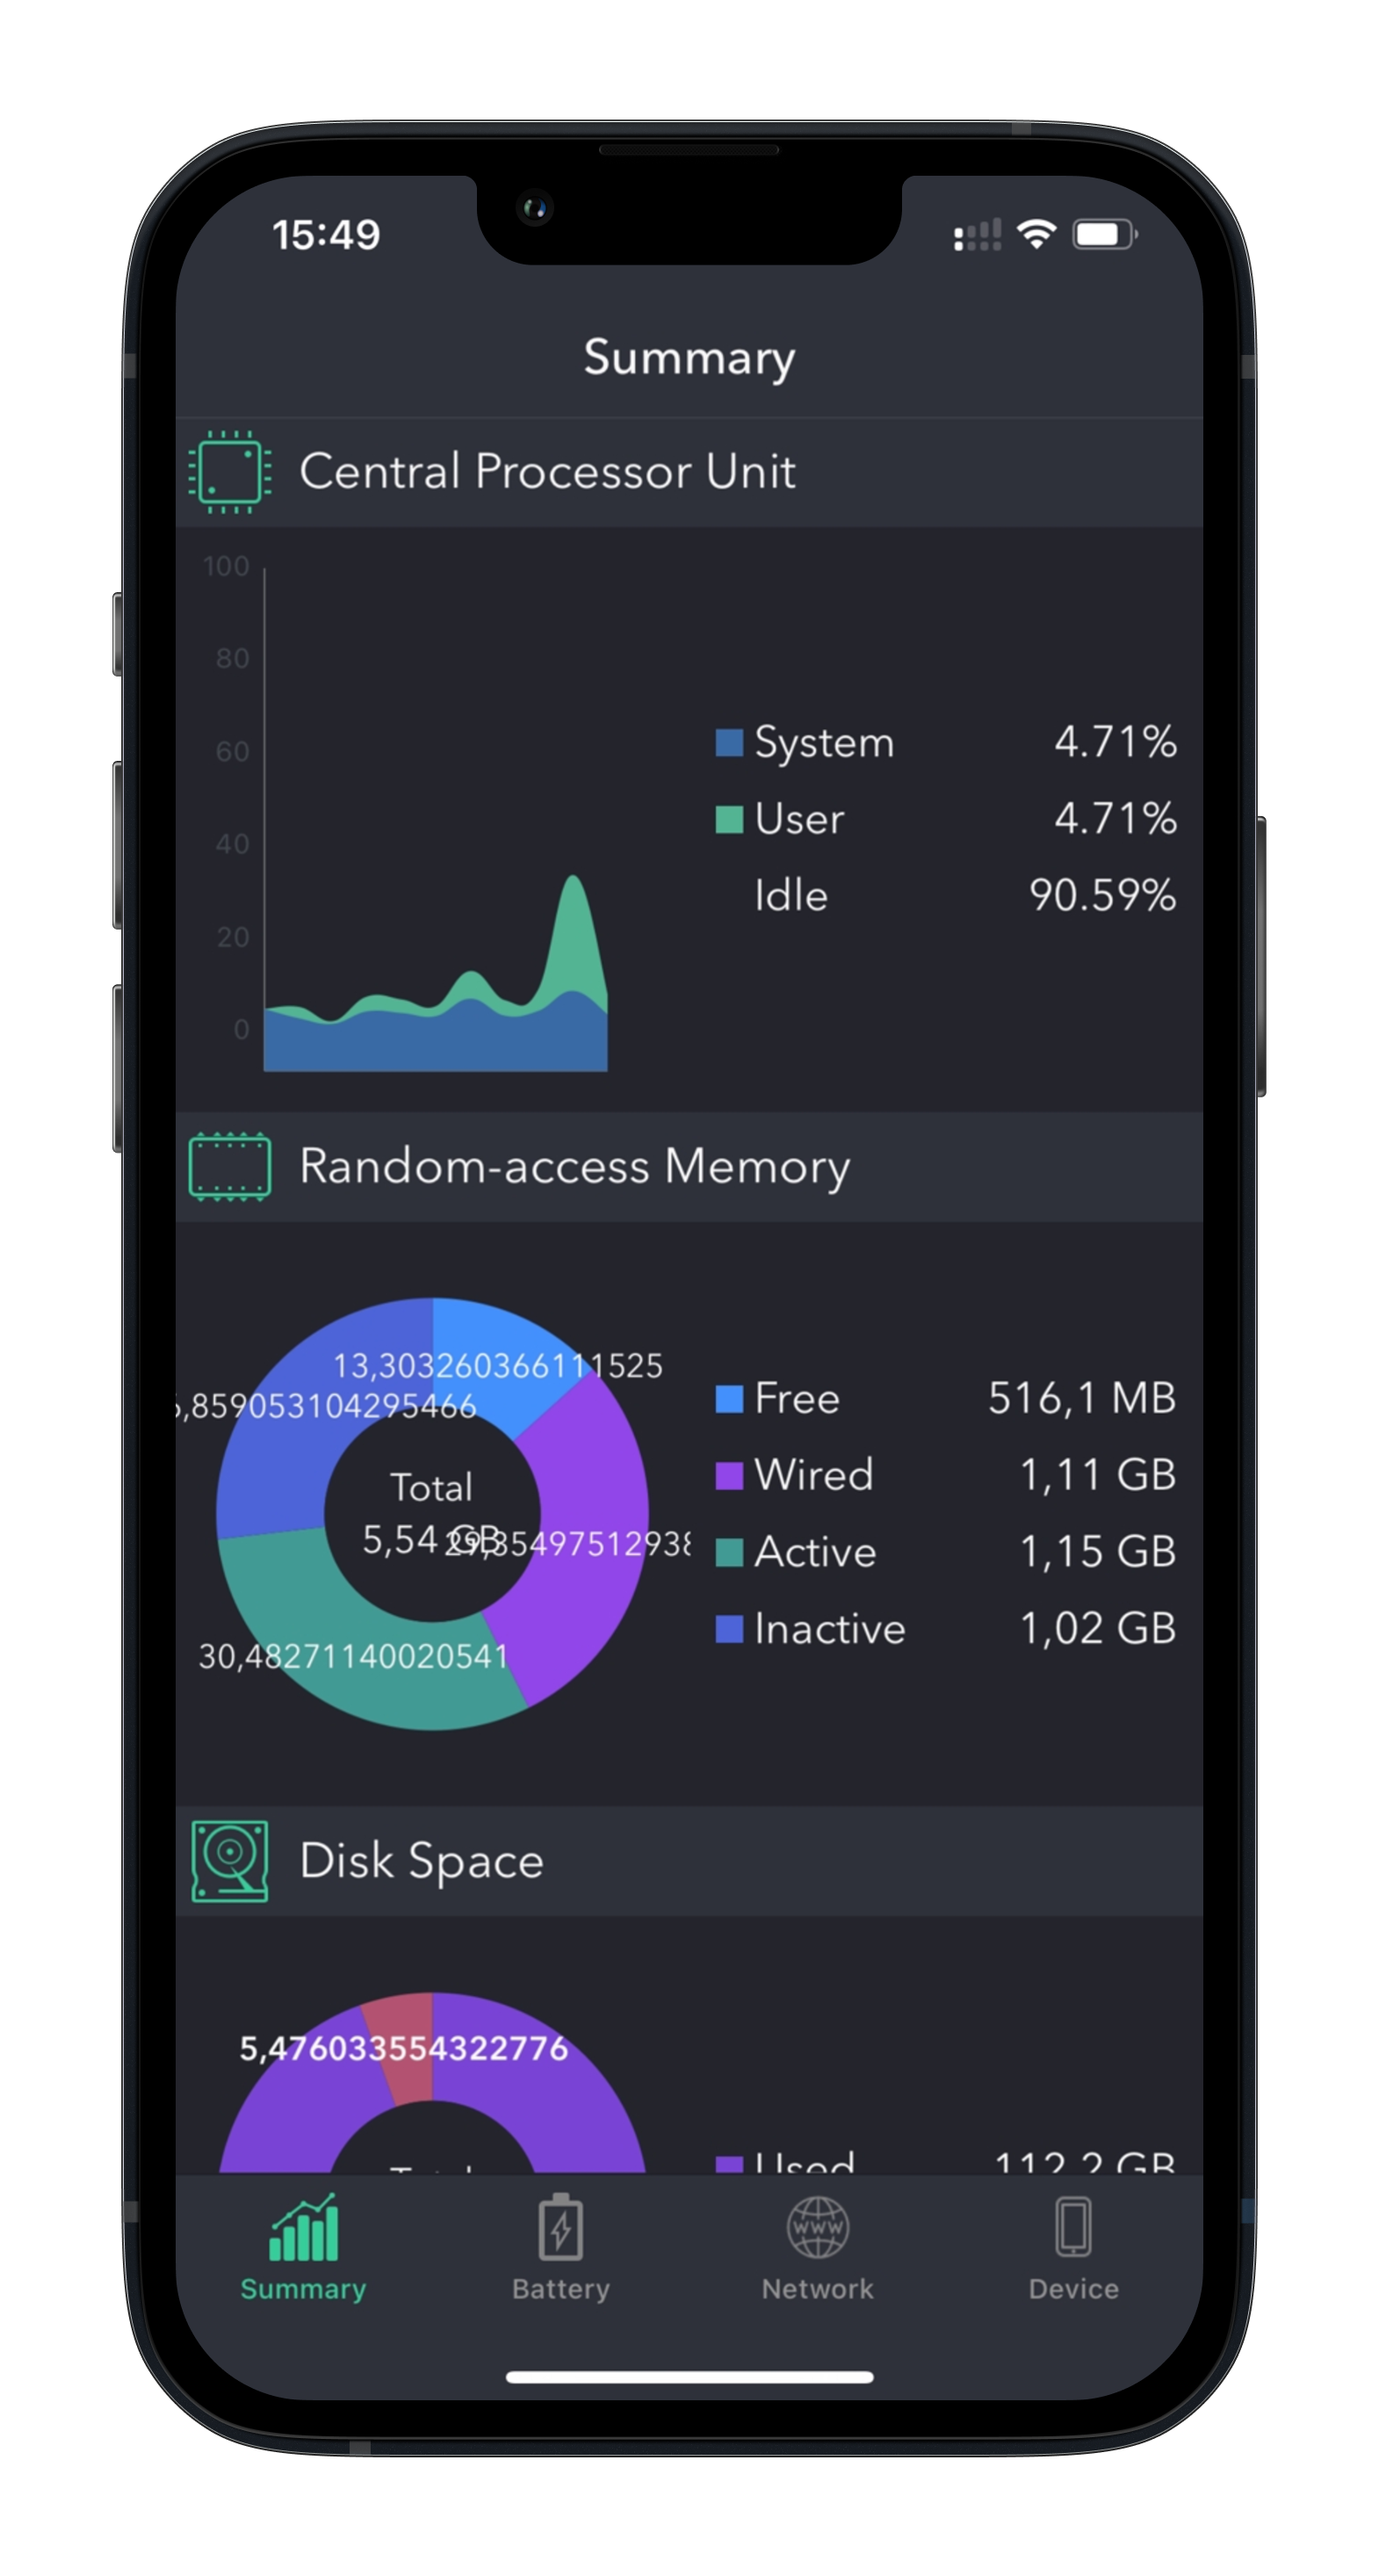 15:49
Summary
Central Processor Unit
100
80
60
40
20
0
System 4.71%
User 4.71%
Idle 90.59%
Random-access Memory
13,303260366111525
,859053104295466
Total
5,54 GB
29,35497512938
30,48271140020541
Free 516,1 MB
Wired 1,11 GB
Active 1,15 GB
Inactive 1,02 GB
Disk Space
5,476033554322776
Used 112,2 GB
WWW
Summary Battery Network Device